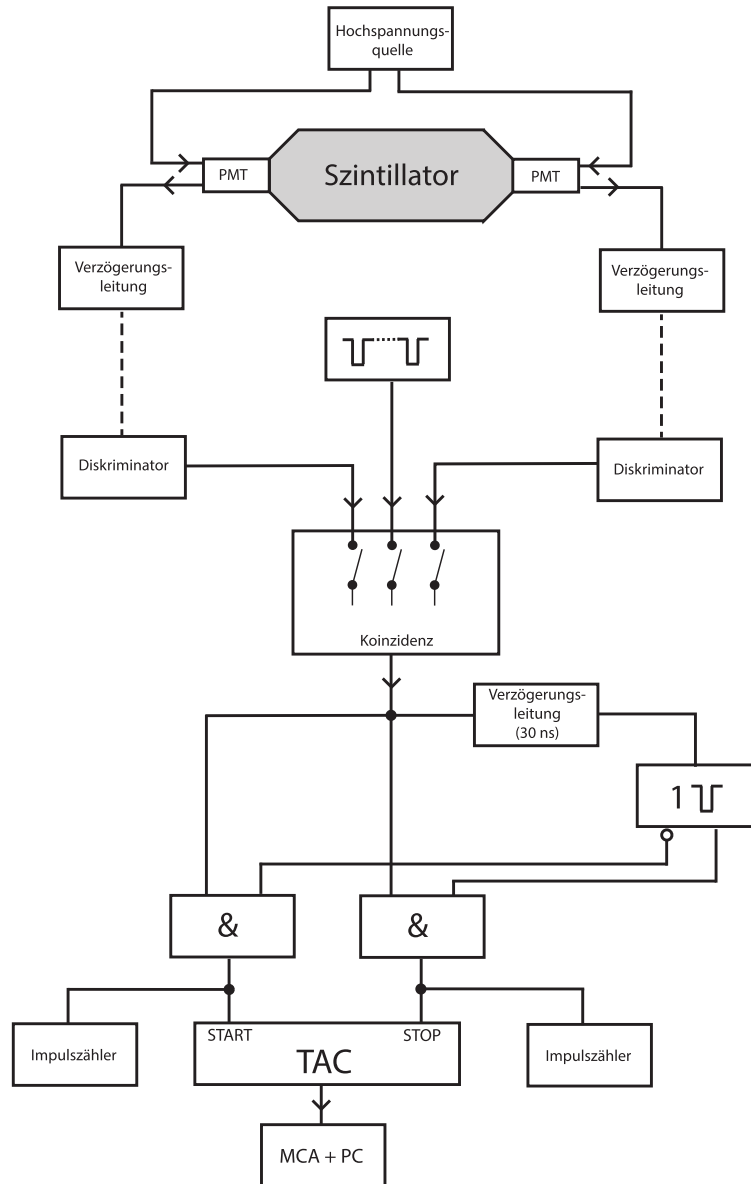 Hochspannungs-
quelle
PMT
Szintillator
PMT
Verzögerungs-
leitung
Verzögerungs-
leitung
Diskriminator
Diskriminator
Koinzidenz
Verzögerungs-
leitung
(30 ns)
1
&
&
Impulszähler
START
STOP
TAC
Impulszähler
MCA + PC